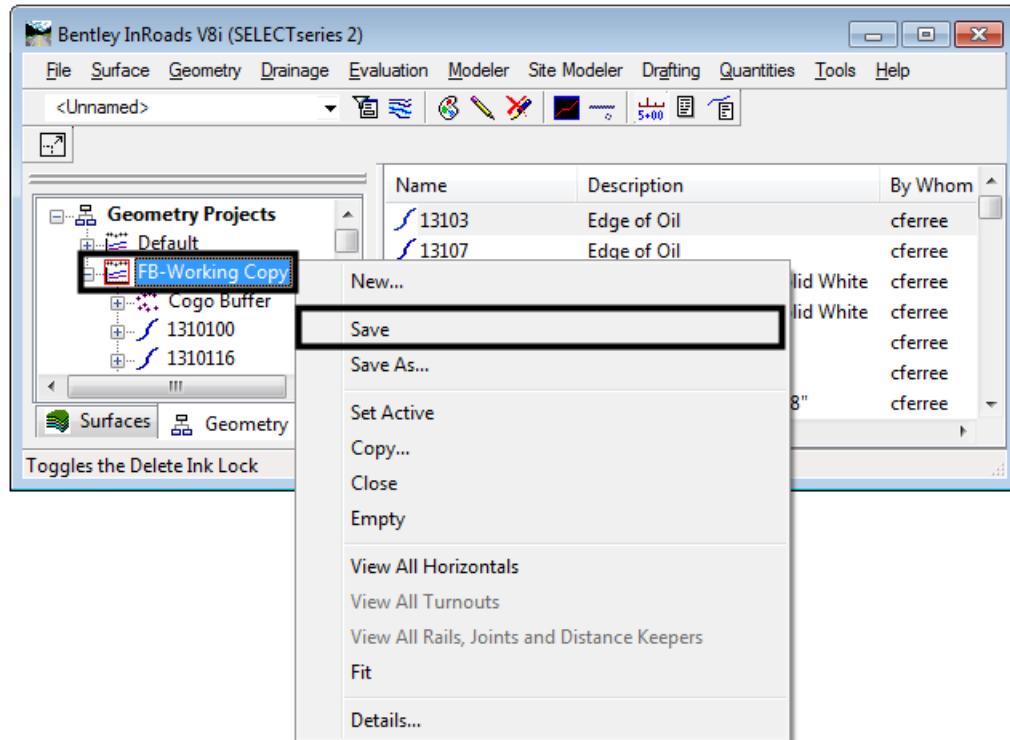 Bentley InRoads V8i (SELECTseries 2)
File Surface Geometry Drainage Evaluation Modeler Site Modeler Drafting Quantities Tools Help
<Unnamed>
5+00
Name Description By Whom
Geometry Projects
Default
FB-Working Copy
Cogo Buffer
1310100
1310116
13103 Edge of Oil cferree
13107 Edge of Oil cferree
lid White cferree
lid White cferree
cferree
cferree
8" cferree
Surfaces Geometry
Toggles the Delete Ink Lock
New...
Save
Save As...
Set Active
Copy...
Close
Empty
View All Horizontals
View All Turnouts
View All Rails, Joints and Distance Keepers
Fit
Details...